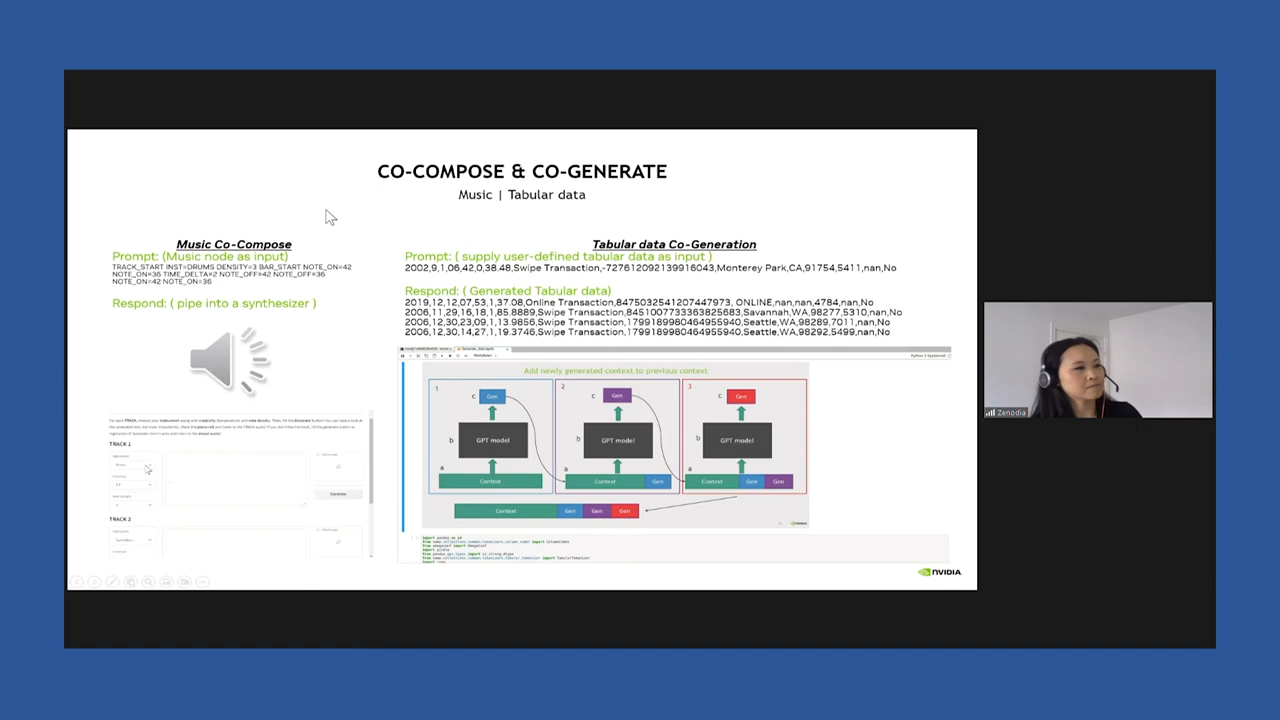 CO-COMPOSE & CO-GENERATE
Music | Tabular data
Music Co-Compose
Prompt: (Music node as input)
TRACK_START INST=DRUMS DENSITY=3 BAR_START NOTE_ON=42
NOTE_ON=36 TIME_DELTA=2 NOTE_OFF=42 NOTE_OFF=36
NOTE_ON=42 NOTE_ON=36
Respond: ( pipe into a synthesizer )
TRACK 1
TRACK 2
Tabular data Co-Generation
Prompt: ( supply user-defined tabular data as input )
2002,9,1,06,42,0,38.48,Swipe Transaction,-727612092139916043,Monterey Park,CA,91754,5411,nan,No
Respond: ( Generated Tabular data)
2019,12,12,07,53,1,37.08,Online Transaction,8475032541207447973, ONLINE,nan,nan,4784,nan,No
2006,11,29,16,18,1,85.8889,Swipe Transaction,8451007733363825683,Savannah,WA,98277,5310,nan,No
2006,12,30,23,09,1,13.9856,Swipe Transaction,1799189980464955940,Seattle,WA,98289,7011,nan,No
2006,12,30,14,27,1,19.3746,Swipe Transaction,1799189980464955940,Seattle,WA,98292,5499,nan,No
Add newly generated context to previous context
1 2 3
c Gen c Gen c Gen
b GPT model b GPT model b GPT model
a a a
Context Context Gen Context Gen Gen
Context Gen Gen Gen
NVIDIA
import pandas as pd
NVIDIA
Zenodia